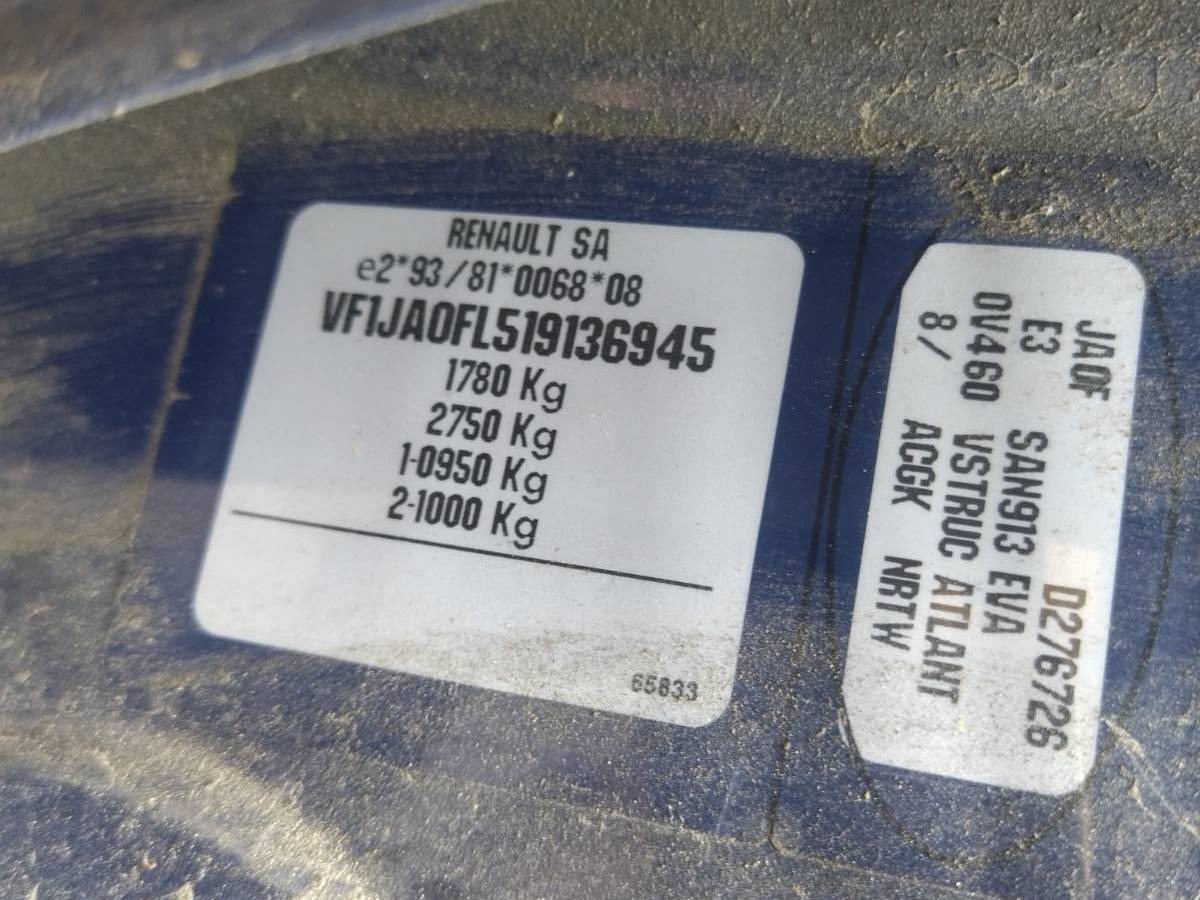 RENAULT SA
e2*93/81*0068*08
VF1JA0FL519136945
1780 Kg
2750 Kg
1-0950 Kg
2-1000 Kg
65833
JA0F D276726
E3 SAN913 EVA
0V460 VSTRUC ATLANT
8/ ACGK NRTW